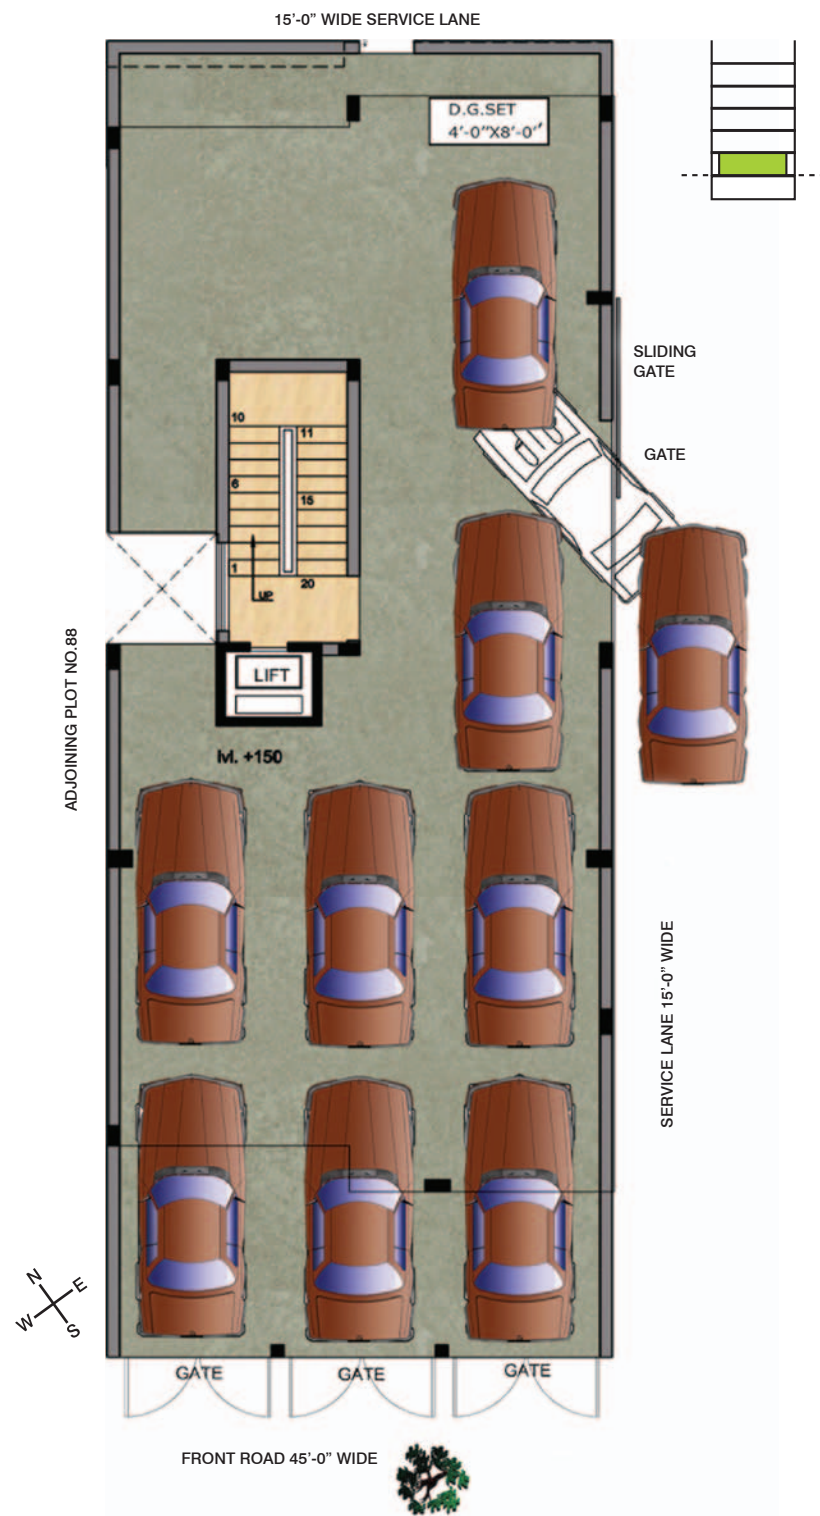 15’-0” WIDE SERVICE LANE
D.G.SET
4’-0”X8’-0”
SLIDING
GATE
GATE
10
11
6
15
1
20
UP
LIFT
lvl. +150
ADJOINING PLOT NO.88
SERVICE LANE 15’-0” WIDE
N
E
W
S
GATE
GATE
GATE
FRONT ROAD 45’-0” WIDE